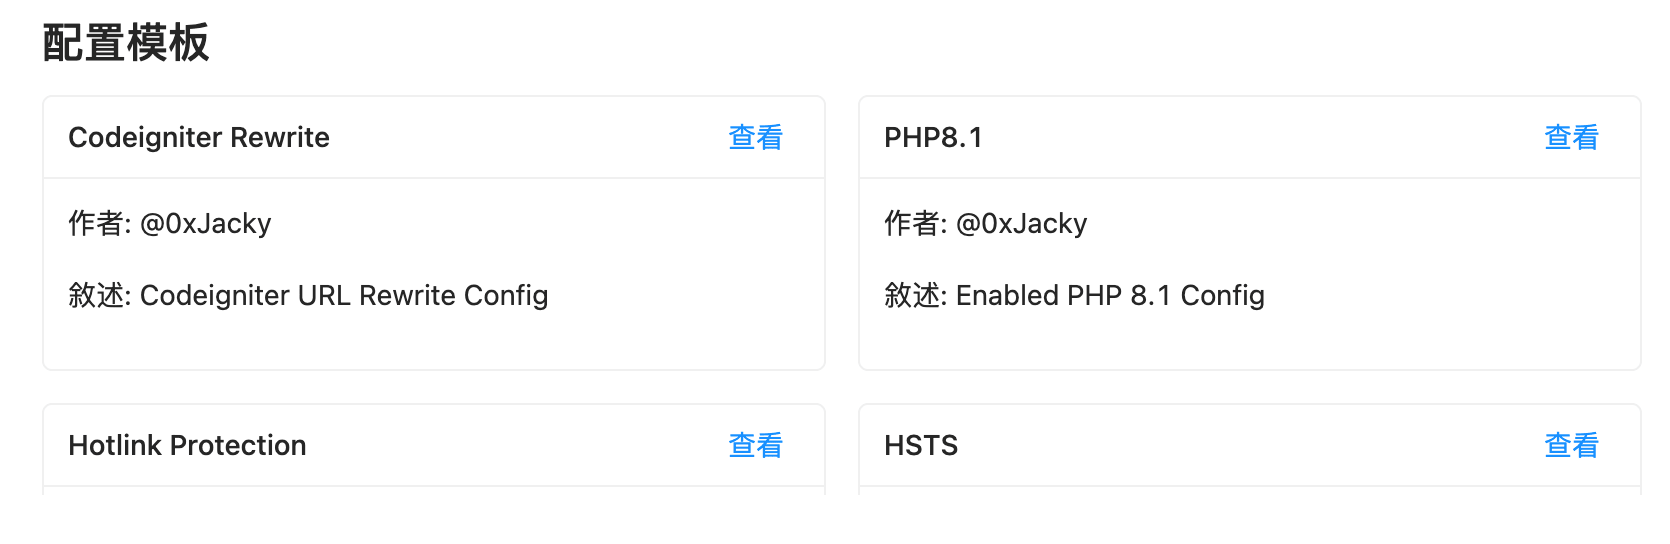 配置模板
Codeigniter Rewrite 查看
作者: @0xJacky
敘述: Codeigniter URL Rewrite Config
PHP8.1 查看
作者: @0xJacky
敘述: Enabled PHP 8.1 Config
Hotlink Protection 查看
HSTS 查看